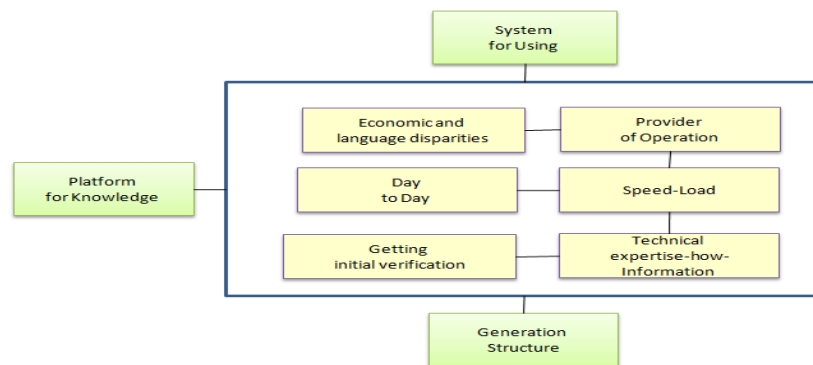 System
for Using
Economic and
language disparities
Provider
of Operation
Platform
for Knowledge
Day
to Day
Speed-Load
Getting
initial verification
Technical
expertise-how-
Information
Generation
Structure